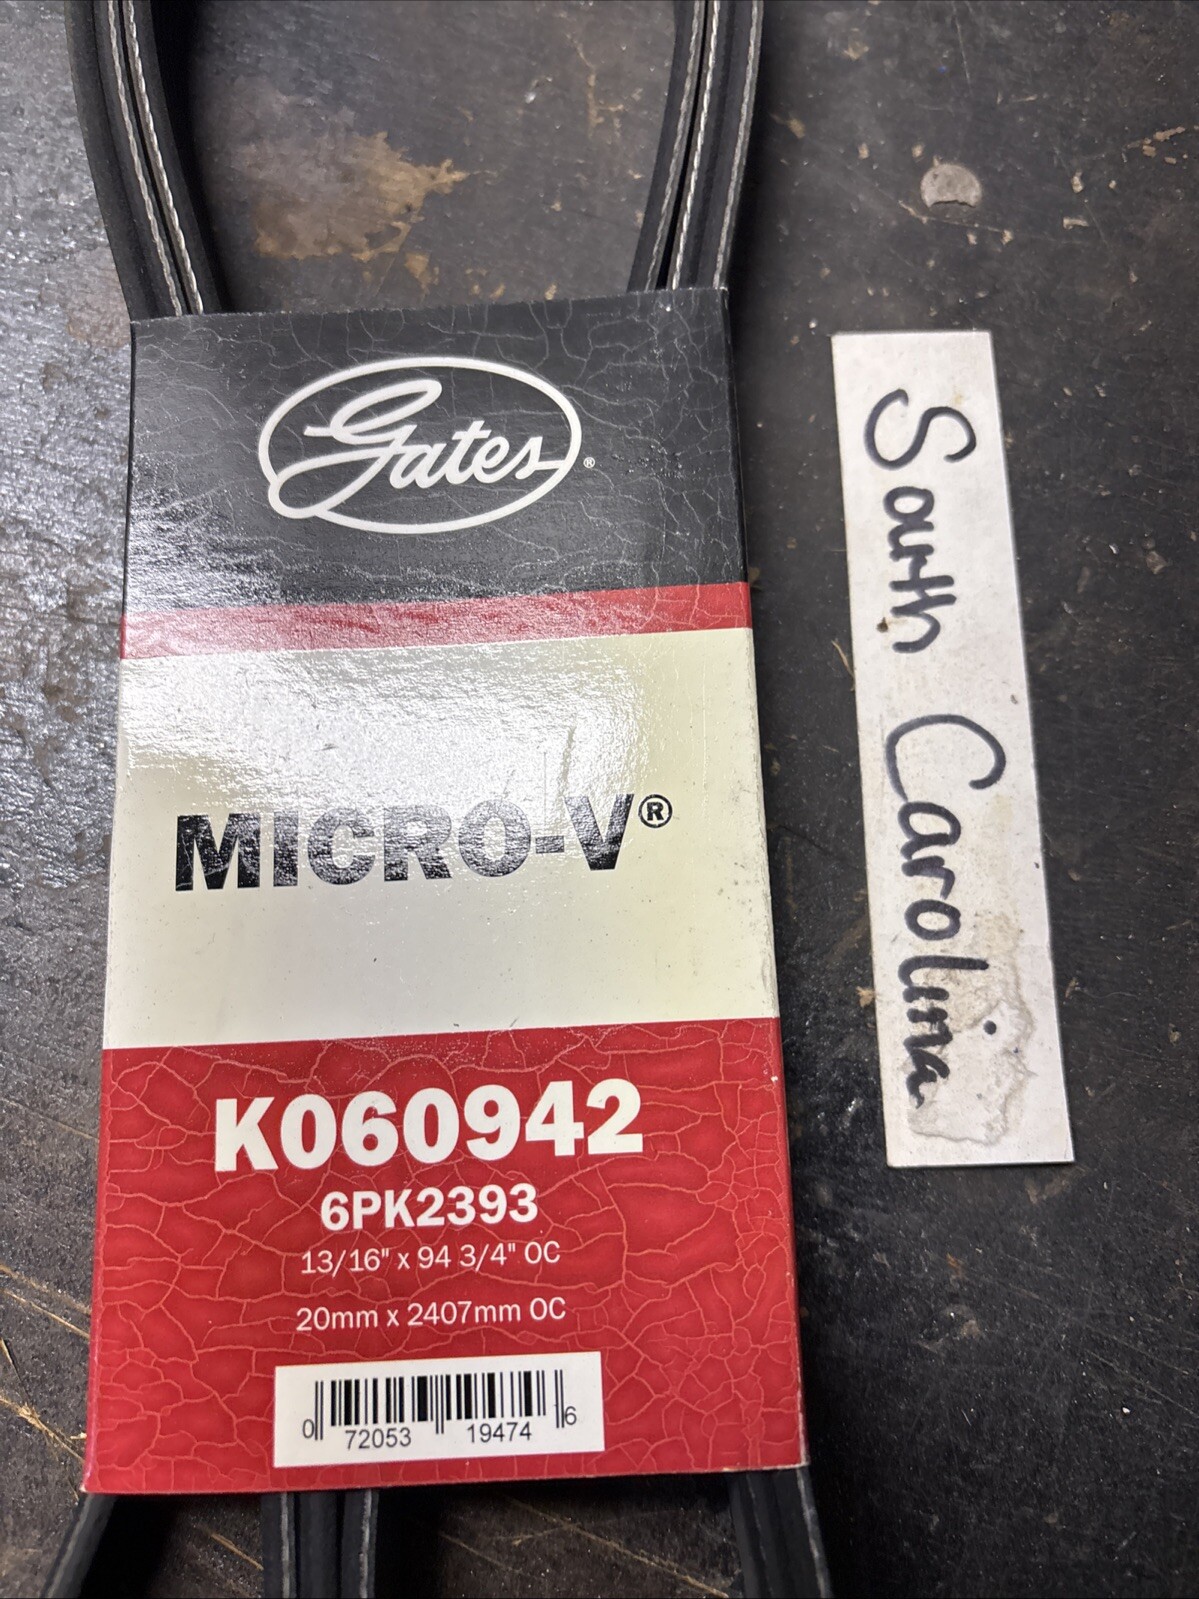 Gates®
MICRO-V®
K060942
6PK2393
13/16" x 94 3/4" OC
20mm x 2407mm OC
0 72053 19474 6
South Carolina